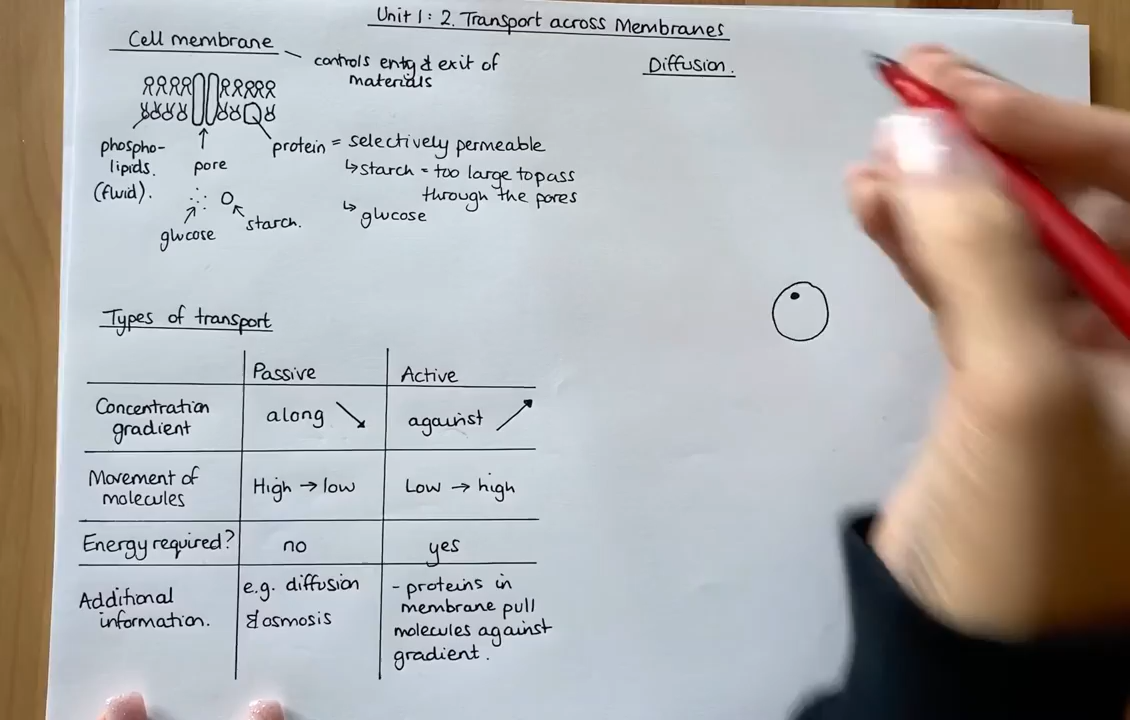 Unit 1: 2. Transport across Membranes
Cell membrane
controls entry & exit of
materials
phospho-
lipids.
(fluid).
pore
glucose
starch.
protein = selectively permeable
↳ starch = too large to pass
through the pores
↳ glucose
Types of transport
Passive Active
Concentration
gradient
along ↘ against ↗
Movement of
molecules
High → low Low → high
Energy required? no yes
Additional
information.
e.g. diffusion
& osmosis
- proteins in
membrane pull
molecules against
gradient.
Diffusion.